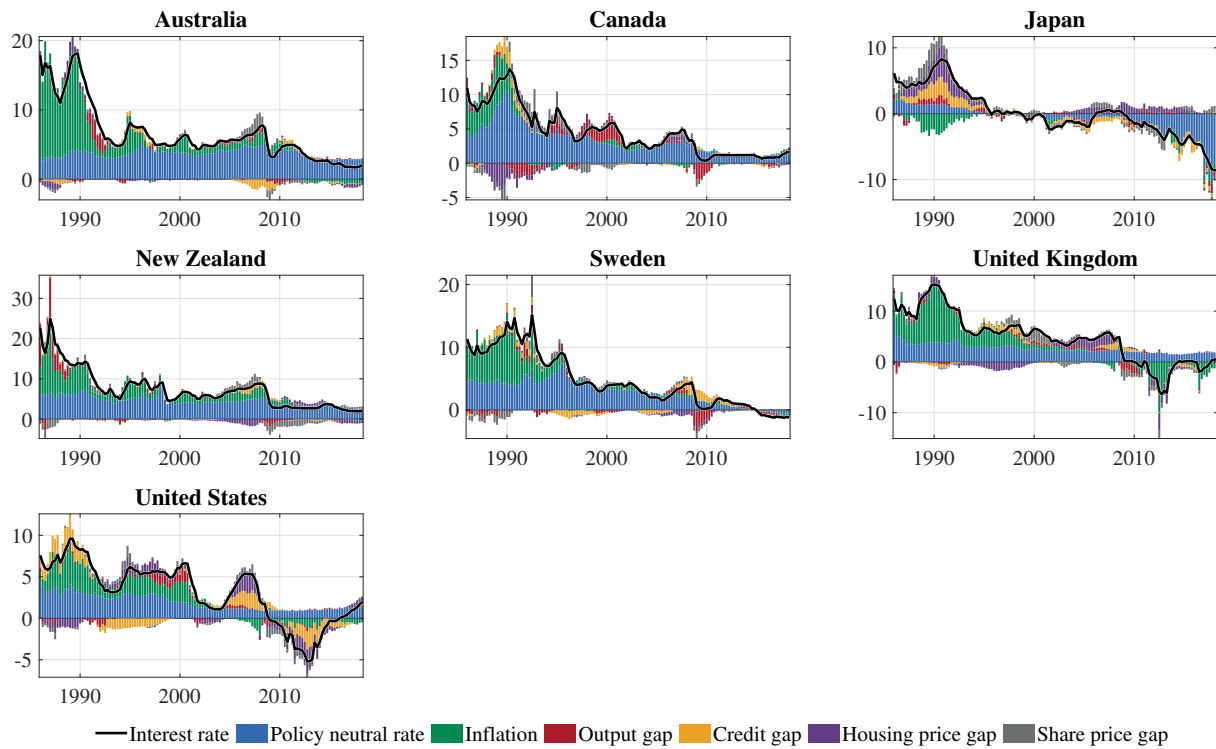 Australia
20
10
0
1990 2000 2010
Canada
15
10
5
0
-5
1990 2000 2010
Japan
10
0
-10
1990 2000 2010
New Zealand
30
20
10
0
1990 2000 2010
Sweden
20
10
0
1990 2000 2010
United Kingdom
10
0
-10
1990 2000 2010
United States
10
5
0
-5
1990 2000 2010
Interest rate Policy neutral rate Inflation Output gap Credit gap Housing price gap Share price gap